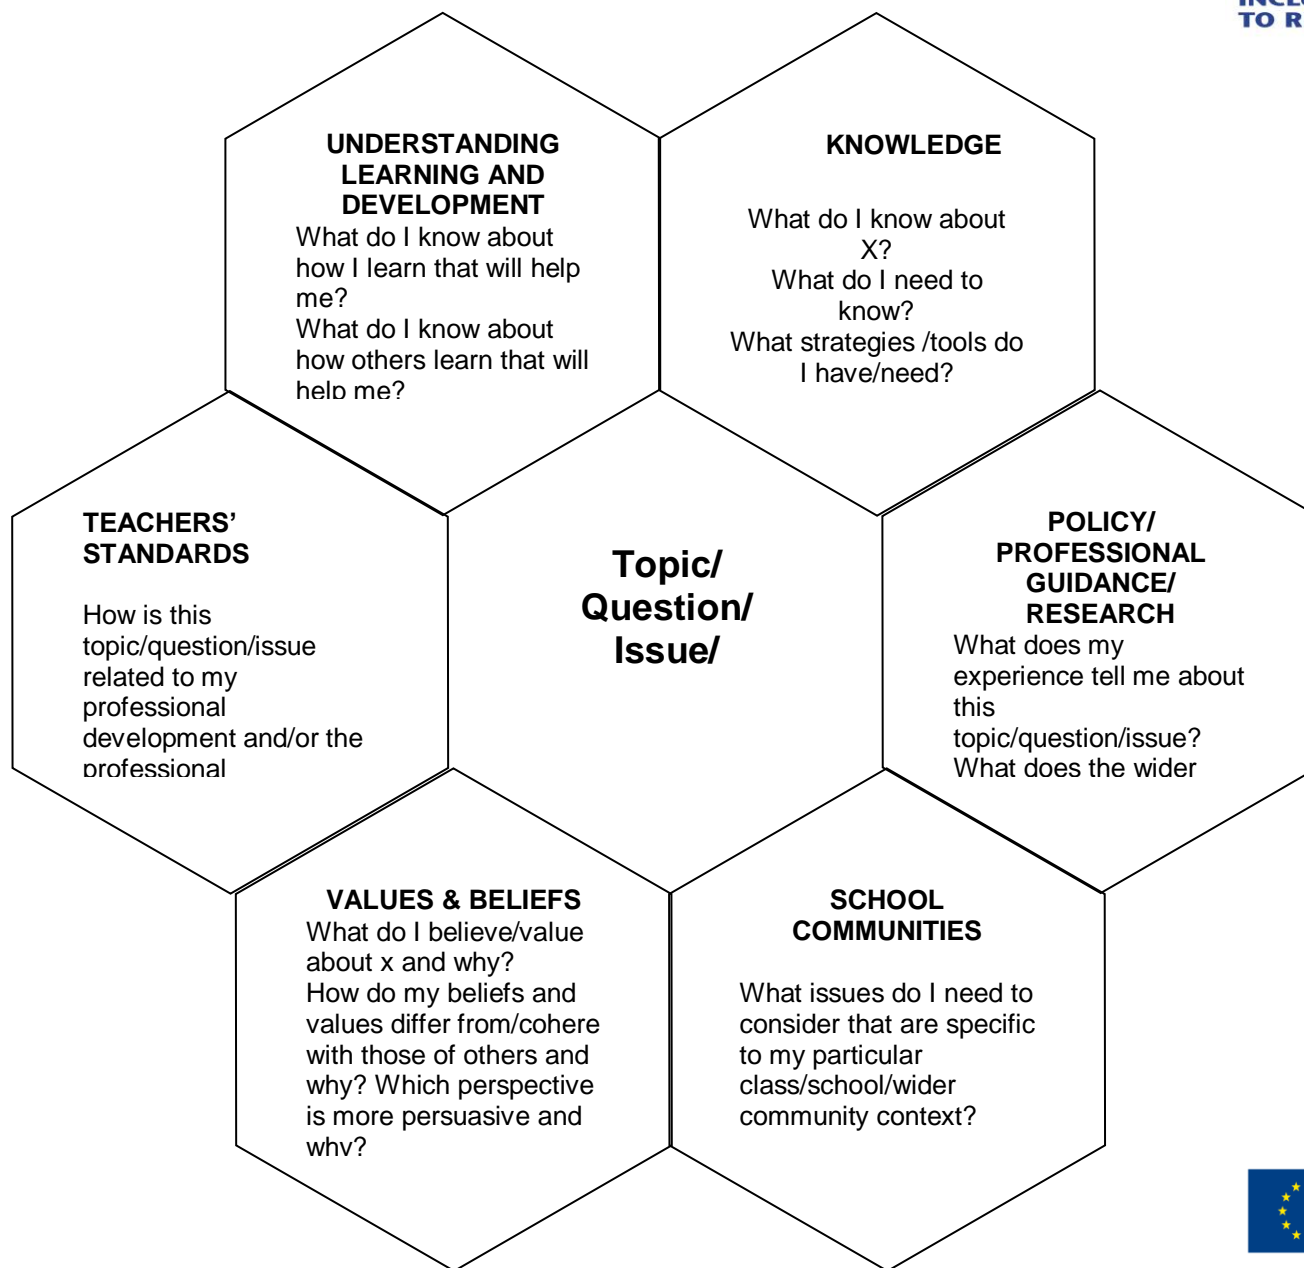 TO R
UNDERSTANDING
LEARNING AND
DEVELOPMENT
What do I know about
how I learn that will help
me?
What do I know about
how others learn that will
help me?
KNOWLEDGE
What do I know about
X?
What do I need to
know?
What strategies /tools do
I have/need?
TEACHERS’
STANDARDS
How is this
topic/question/issue
related to my
professional
development and/or the
professional
Topic/
Question/
Issue/
POLICY/
PROFESSIONAL
GUIDANCE/
RESEARCH
What does my
experience tell me about
this
topic/question/issue?
What does the wider
VALUES & BELIEFS
What do I believe/value
about x and why?
How do my beliefs and
values differ from/cohere
with those of others and
why? Which perspective
is more persuasive and
why?
SCHOOL
COMMUNITIES
What issues do I need to
consider that are specific
to my particular
class/school/wider
community context?